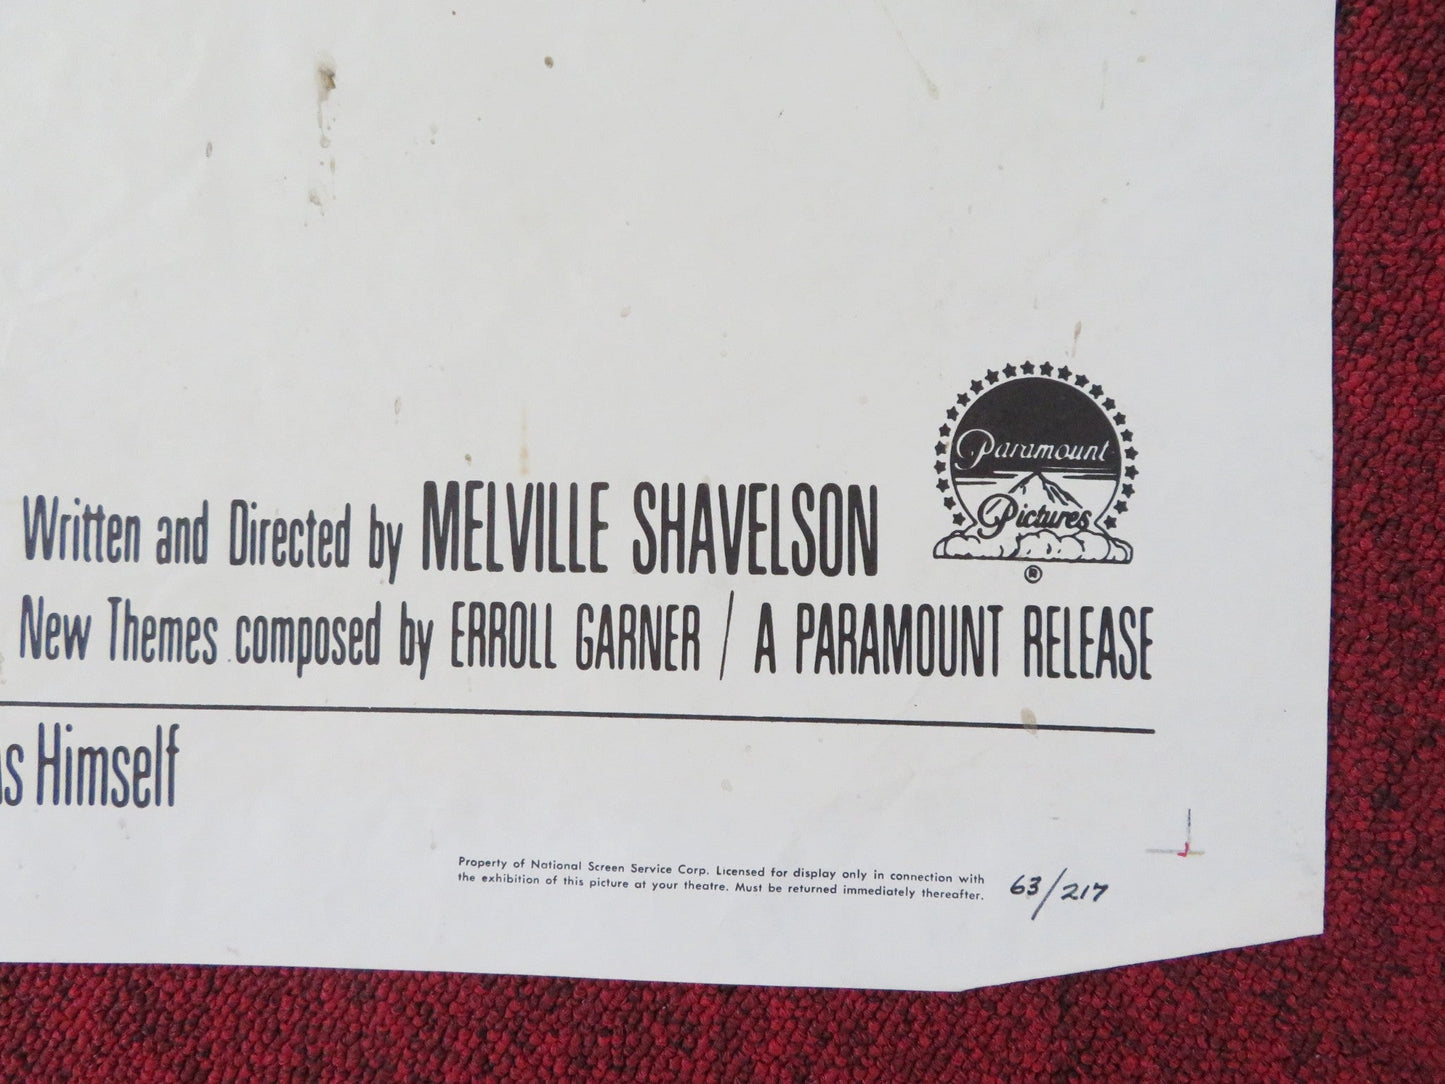 Paramount
Pictures
®
Written and Directed by MELVILLE SHAVELSON
New Themes composed by ERROLL GARNER / A PARAMOUNT RELEASE
as Himself
Property of National Screen Service Corp. Licensed for display only in connection with
the exhibition of this picture at your theatre. Must be returned immediately thereafter.
63/217